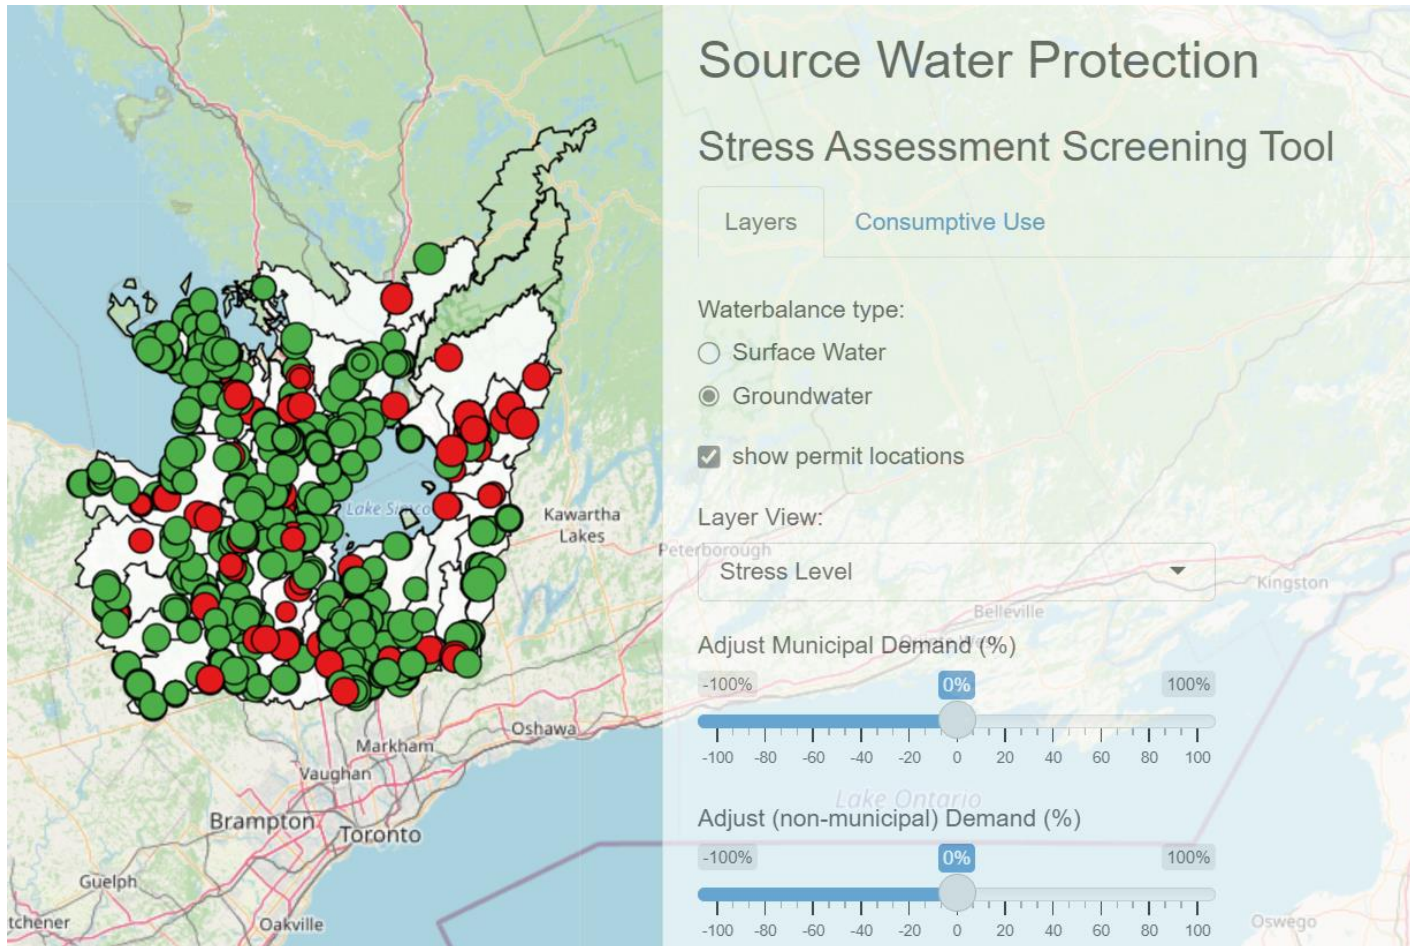 Source Water Protection
Stress Assessment Screening Tool
Layers
Consumptive Use
Waterbalance type:
Surface Water
Groundwater
show permit locations
Layer View:
Stress Level
Adjust Municipal Demand (%)
-100% 0% 100%
-100 -80 -60 -40 -20 0 20 40 60 80 100
Adjust (non-municipal) Demand (%)
-100% 0% 100%
-100 -80 -60 -40 -20 0 20 40 60 80 100
Lake Simco
Kawartha
Lakes
Peterborough
Kingston
Belleville
Oshawa
Markham
Vaughan
Brampton
Toronto
Lake Ontario
Guelph
tchener
Oakville
Oswego